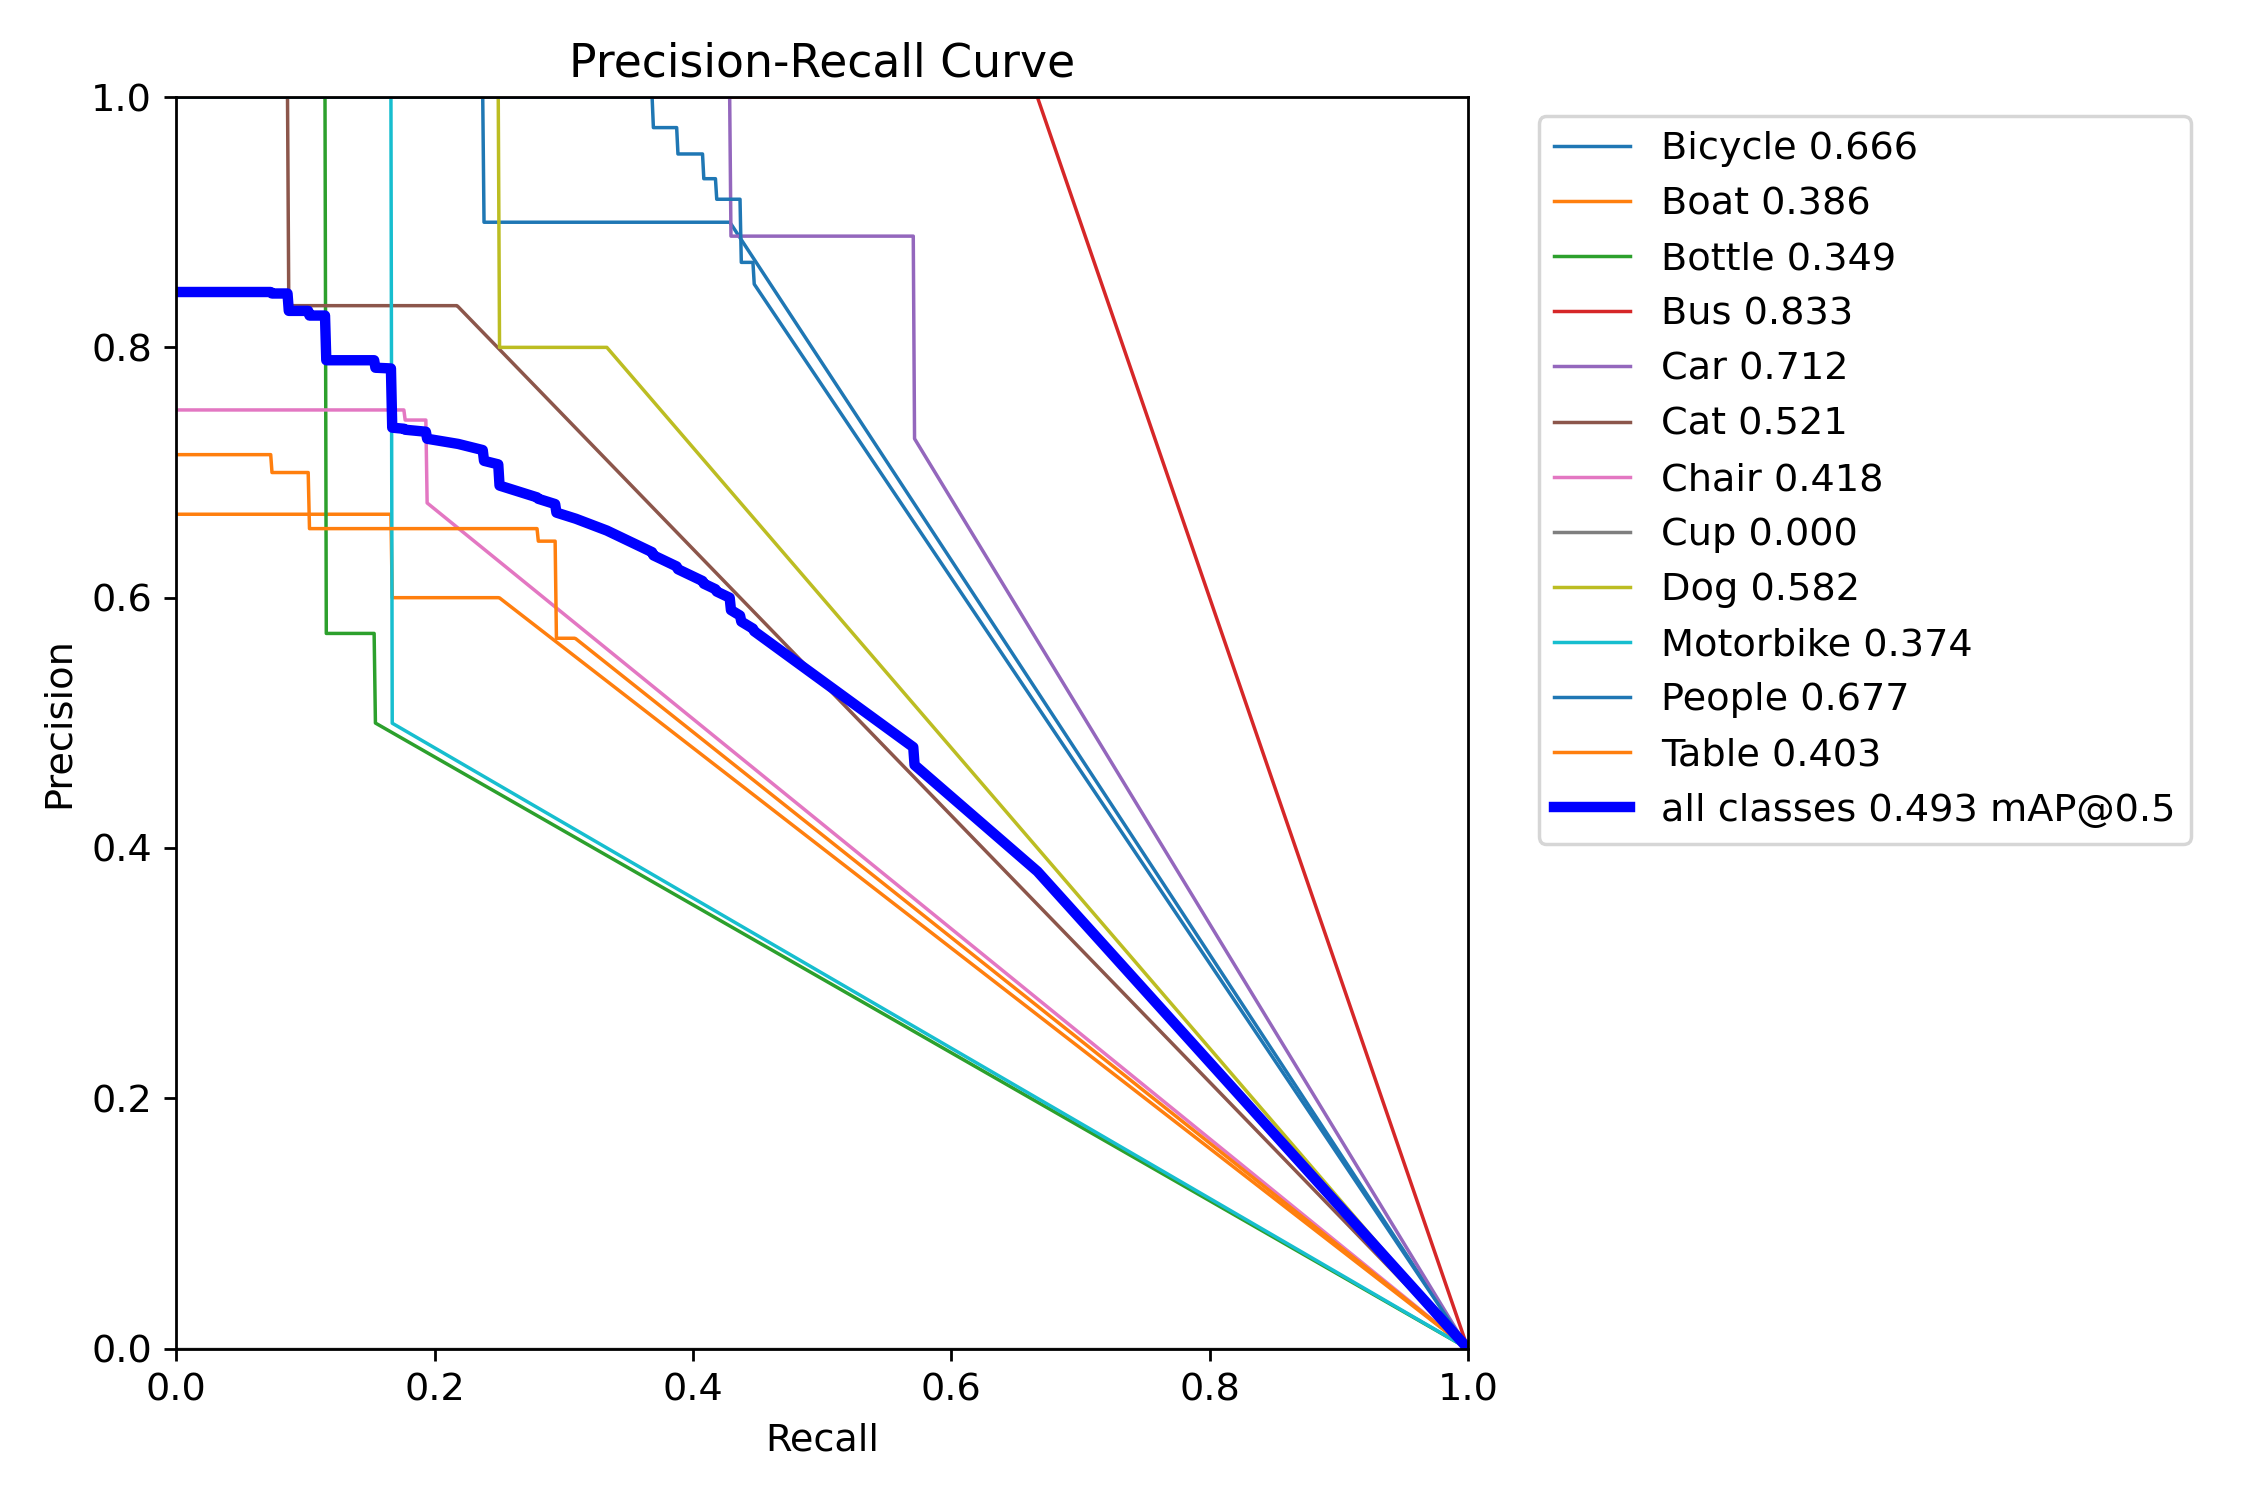 Precision-Recall Curve
1.0
0.8
0.6
0.4
0.2
0.0
Precision
0.0 0.2 0.4 0.6 0.8 1.0
Recall
Bicycle 0.666
Boat 0.386
Bottle 0.349
Bus 0.833
Car 0.712
Cat 0.521
Chair 0.418
Cup 0.000
Dog 0.582
Motorbike 0.374
People 0.677
Table 0.403
all classes 0.493 mAP@0.5